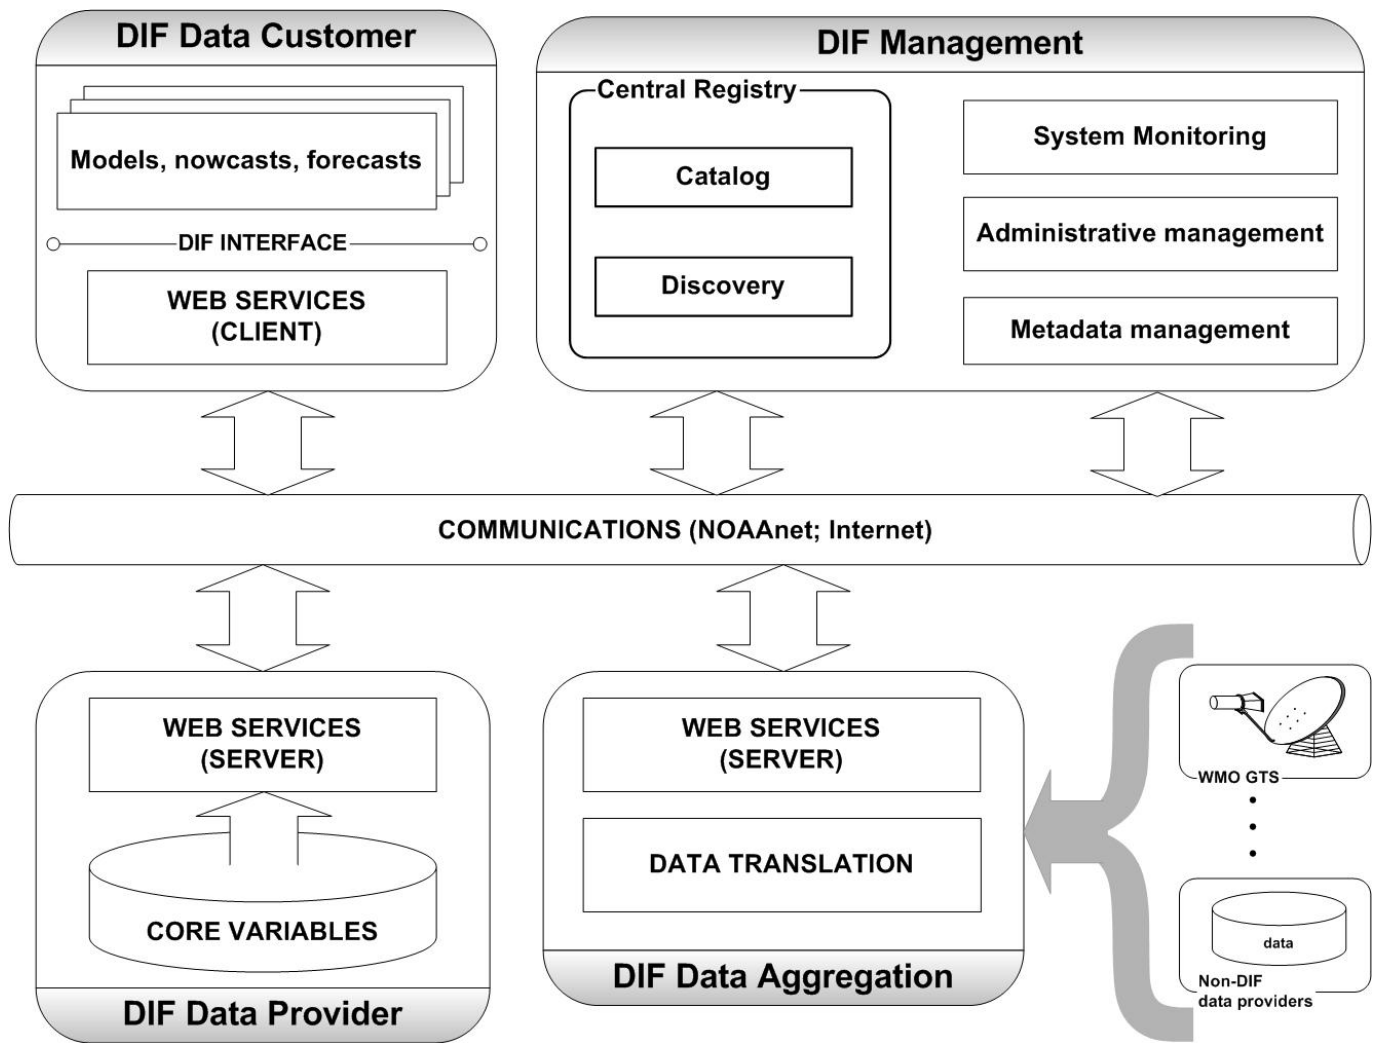 DIF Data Customer
Models, nowcasts, forecasts
DIF INTERFACE
WEB SERVICES
(CLIENT)
DIF Management
Central Registry
Catalog
Discovery
System Monitoring
Administrative management
Metadata management
COMMUNICATIONS (NOAAnet; Internet)
WEB SERVICES
(SERVER)
CORE VARIABLES
DIF Data Provider
WEB SERVICES
(SERVER)
DATA TRANSLATION
DIF Data Aggregation
WMO GTS
data
Non-DIF
data providers